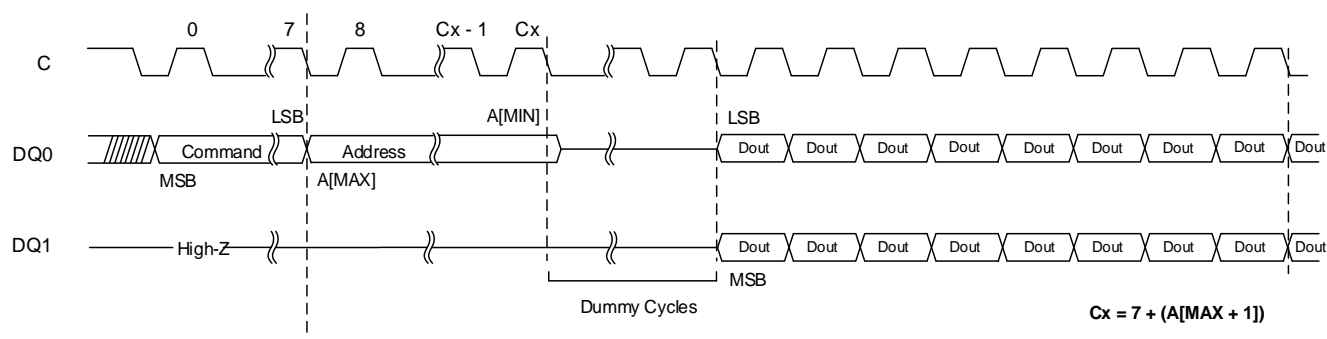 0 7 8 Cx - 1 Cx
C
LSB A[MIN] LSB
DQ0 Command Address Dout Dout Dout Dout Dout Dout Dout Dout Dout
MSB A[MAX]
DQ1 High-Z Dout Dout Dout Dout Dout Dout Dout Dout Dout
MSB
Dummy Cycles
Cx = 7 + (A[MAX + 1])